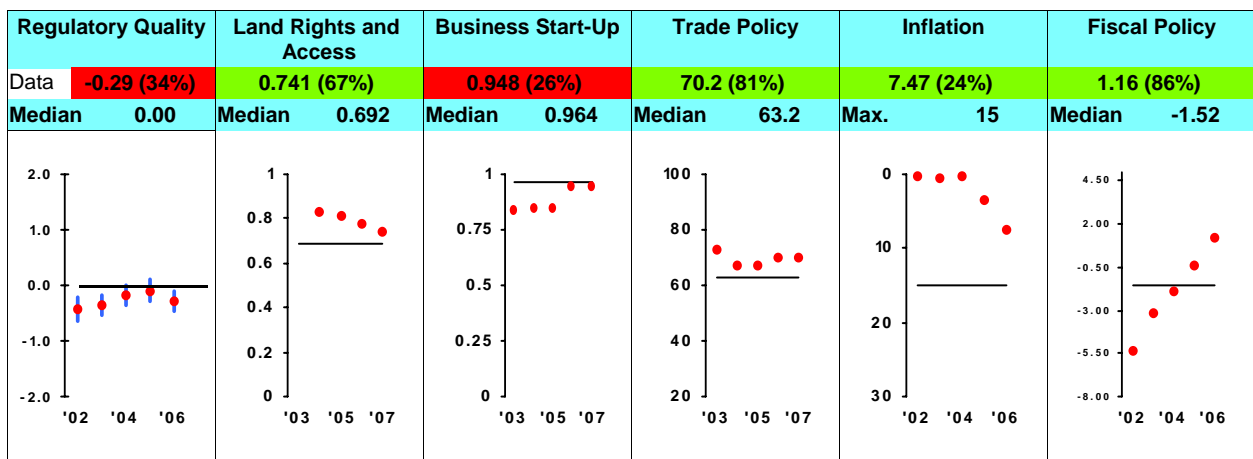 Regulatory Quality
Data -0.29 (34%)
Median 0.00
2.0
1.0
0.0
-1.0
-2.0
'02 '04 '06
Land Rights and
Access
0.741 (67%)
Median 0.692
1
0.8
0.6
0.4
0.2
0
'03 '05 '07
Business Start-Up
0.948 (26%)
Median 0.964
1
0.75
0.5
0.25
0
'03 '05 '07
Trade Policy
70.2 (81%)
Median 63.2
100
80
60
40
20
'03 '05 '07
Inflation
7.47 (24%)
Max. 15
0
10
20
30
'02 '04 '06
Fiscal Policy
1.16 (86%)
Median -1.52
4.50
2.00
-0.50
-3.00
-5.50
-8.00
'02 '04 '06